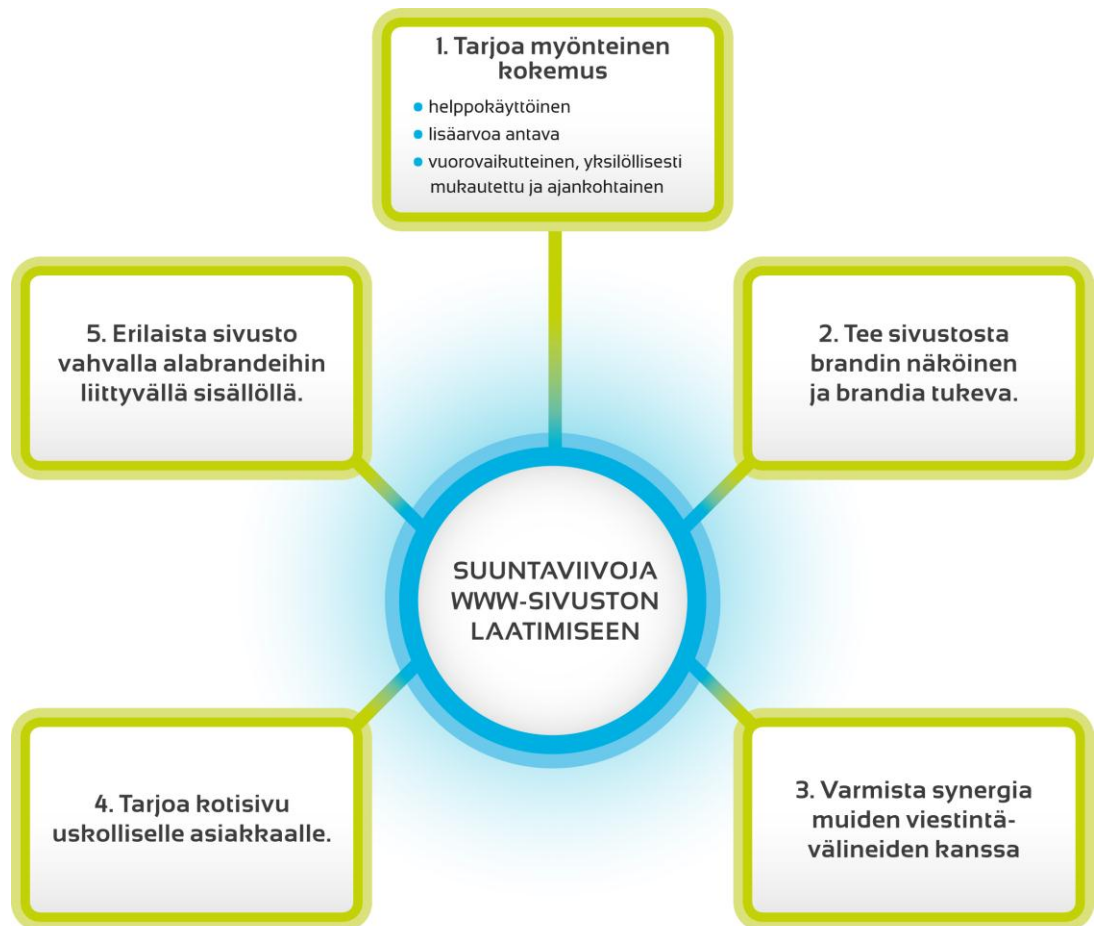 1. Tarjoa myönteinen
kokemus
• helppokäyttöinen
• lisäarvoa antava
• vuorovaikutteinen, yksilöllisesti
mukautettu ja ajankohtainen
2. Tee sivustosta
brandin näköinen
ja brandia tukeva.
3. Varmista synergia
muiden viestintä-
välineiden kanssa
4. Tarjoa kotisivu
uskolliselle asiakkaalle.
5. Erilaista sivusto
vahvalla alabrandeihin
liittyvällä sisällöllä.
SUUNTAVIIVOJA
WWW-SIVUSTON
LAATIMISEEN